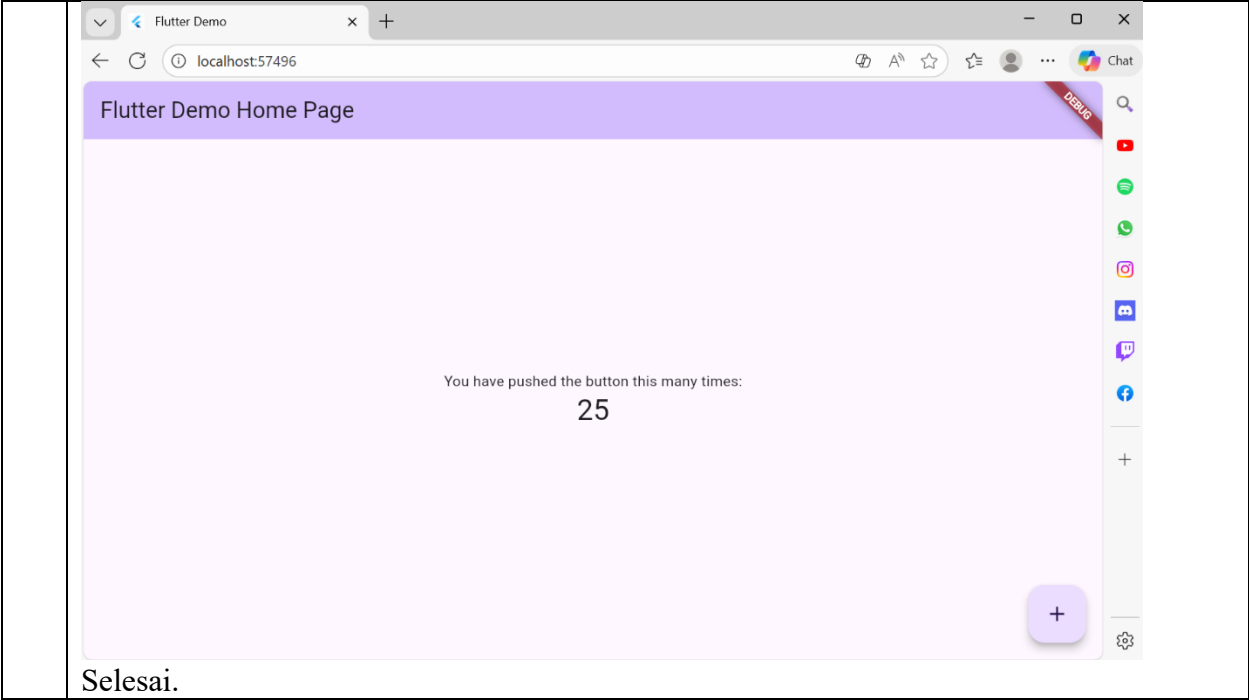 Flutter Demo
localhost:57496
Chat
Flutter Demo Home Page
DEBUG
You have pushed the button this many times:
25
Selesai.